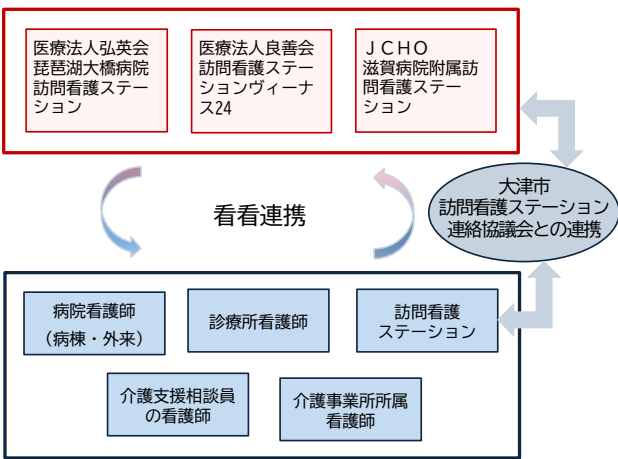 医療法人弘英会
琵琶湖大橋病院
訪問看護ステー
ション
医療法人良善会
訪問看護ステー
ションヴィーナ
ス24
ＪＣＨＯ
滋賀病院附属訪
問看護ステー
ション
看看連携
大津市
訪問看護ステーション
連絡協議会との連携
病院看護師
（病棟・外来）
診療所看護師
訪問看護
ステーション
介護支援相談員
の看護師
介護事業所所属
看護師